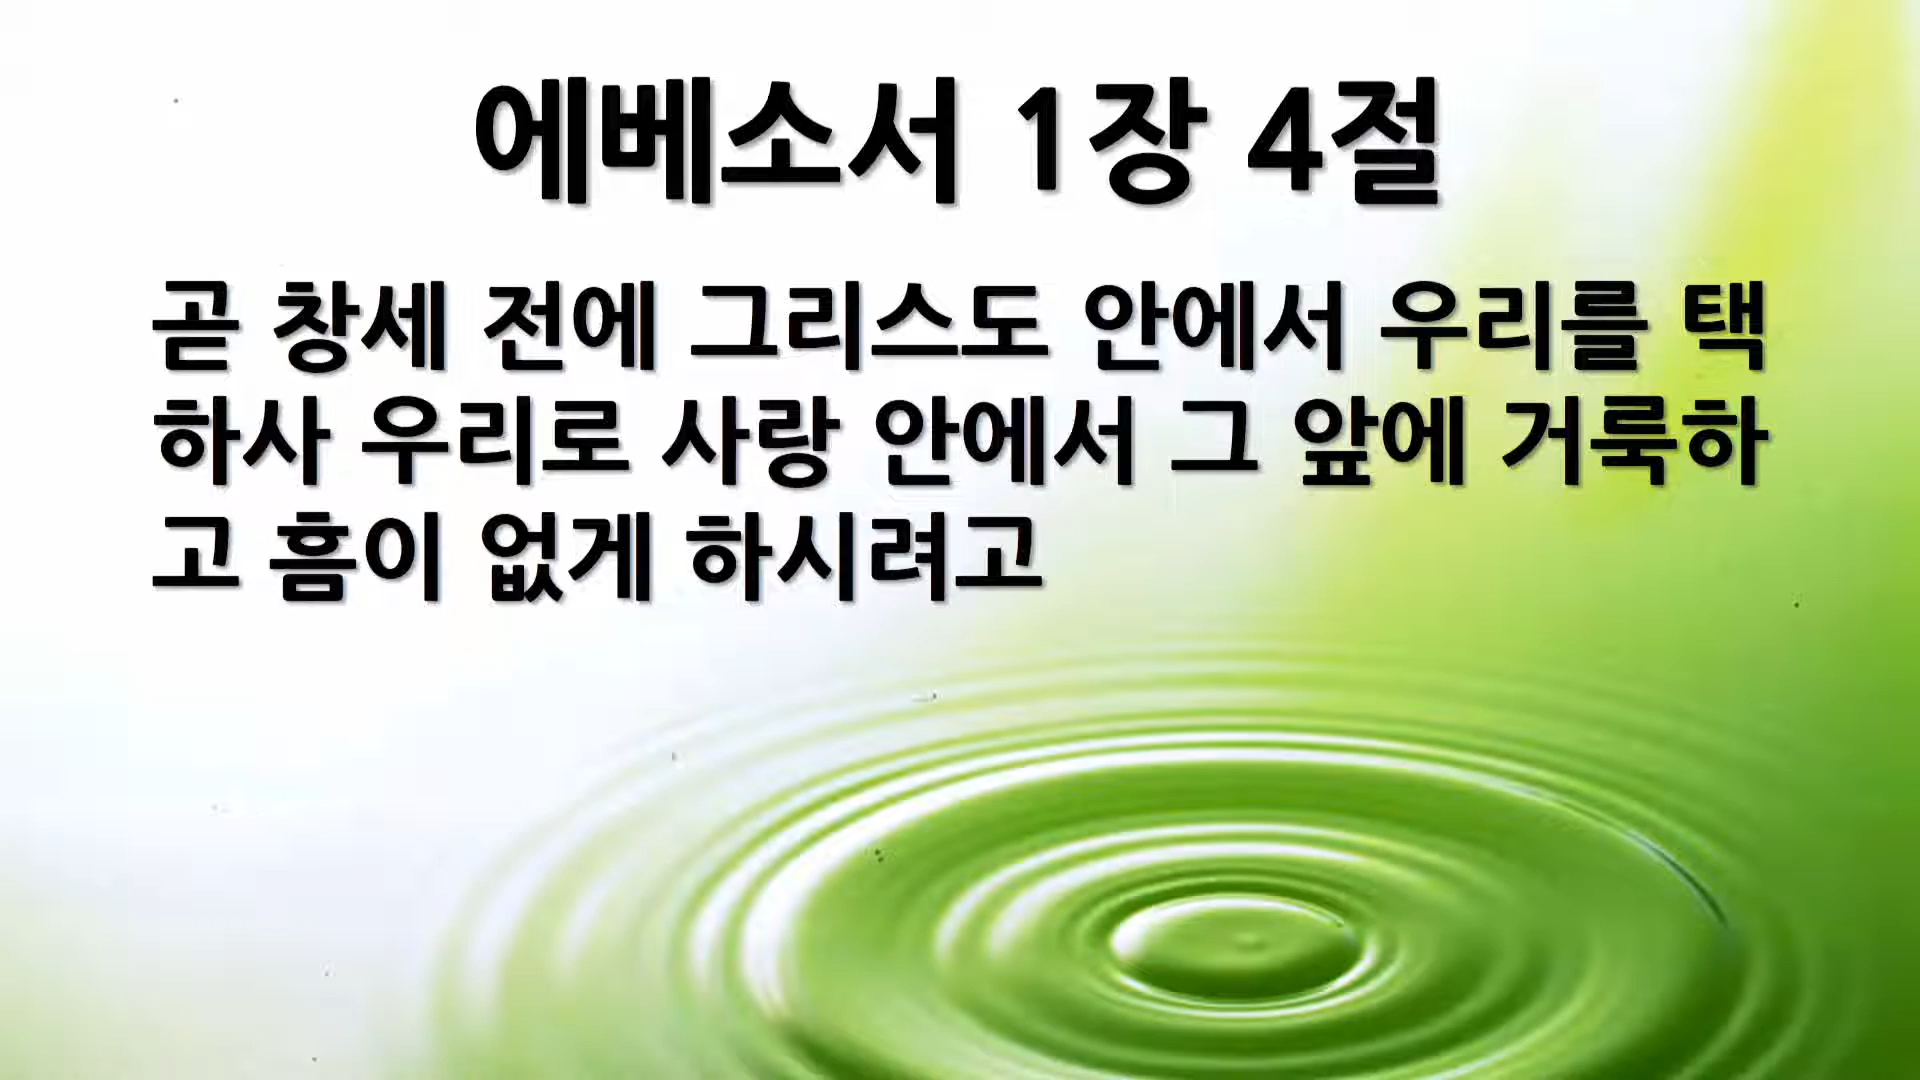 에베소서 1장 4절
곧 창세 전에 그리스도 안에서 우리를 택
하사 우리로 사랑 안에서 그 앞에 거룩하
고 흠이 없게 하시려고